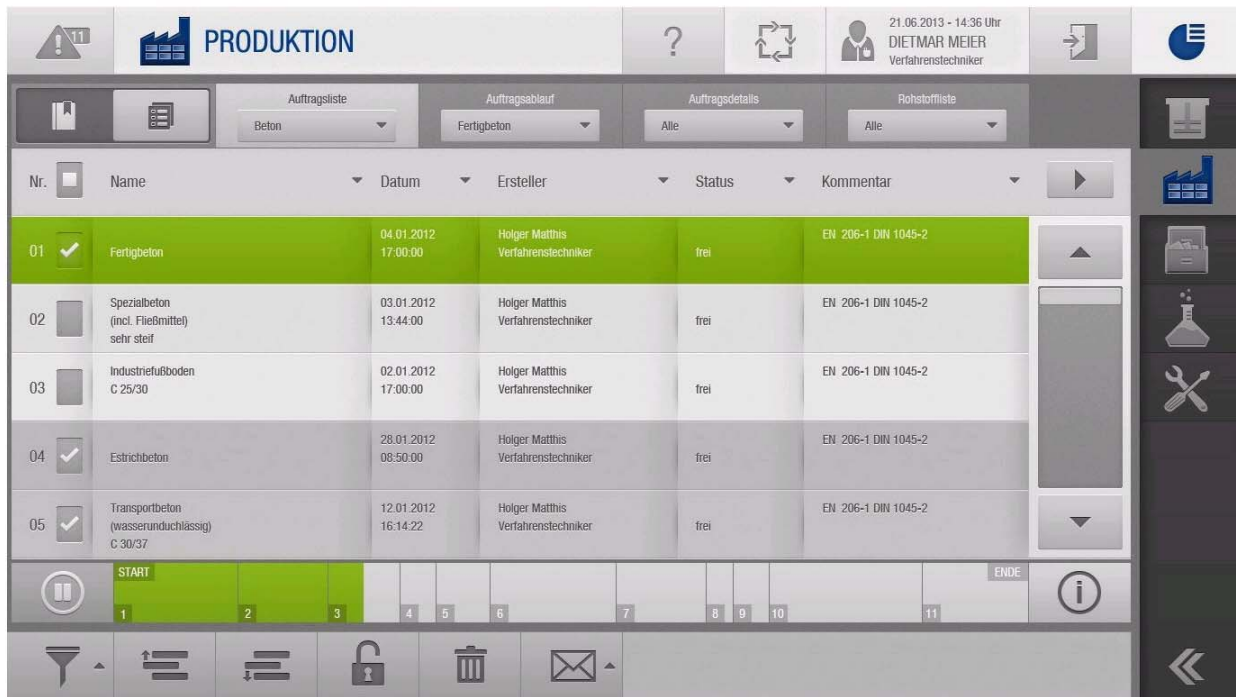 11
PRODUKTION
?
21.06.2013 - 14:36 Uhr
DIETMAR MEIER
Verfahrenstechniker
Auftragsliste
Beton
Auftragsablauf
Fertigbeton
Auftragsdetails
Alle
Rohstoffliste
Alle
Nr. Name Datum Ersteller Status Kommentar
01 Fertigbeton
04.01.2012
17:00:00
Holger Matthis
Verfahrenstechniker
frei
EN 206-1 DIN 1045-2
02
Spezialbeton
(incl. Fließmittel)
sehr steif
03.01.2012
13:44:00
Holger Matthis
Verfahrenstechniker
frei
EN 206-1 DIN 1045-2
03
Industriefußboden
C 25/30
02.01.2012
17:00:00
Holger Matthis
Verfahrenstechniker
frei
EN 206-1 DIN 1045-2
04 Estrichbeton
28.01.2012
08:50:00
Holger Matthis
Verfahrenstechniker
frei
EN 206-1 DIN 1045-2
05
Transportbeton
(wasserunduchlässig)
C 30/37
12.01.2012
16:14:22
Holger Matthis
Verfahrenstechniker
frei
EN 206-1 DIN 1045-2
START ENDE
1 2 3 4 5 6 7 8 9 10 11
i